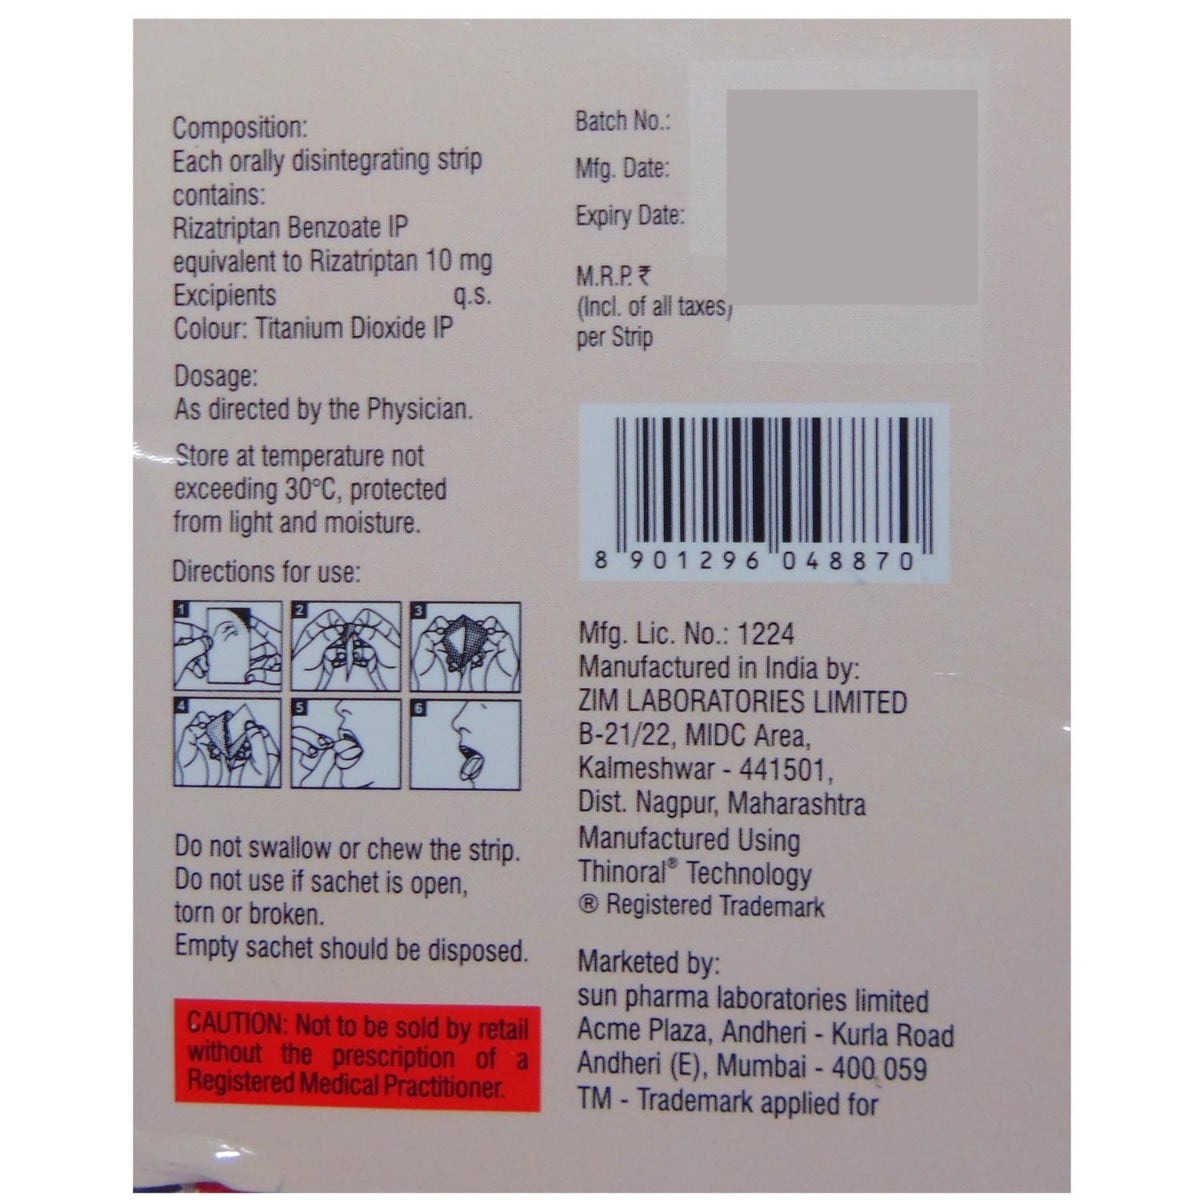 Composition:
Each orally disintegrating strip
contains:
Rizatriptan Benzoate IP
equivalent to Rizatriptan 10 mg
Excipients q.s.
Colour: Titanium Dioxide IP
Dosage:
As directed by the Physician.
Store at temperature not
exceeding 30°C, protected
from light and moisture.
Directions for use:
1 2 3
4 5 6
Do not swallow or chew the strip.
Do not use if sachet is open,
torn or broken.
Empty sachet should be disposed.
CAUTION: Not to be sold by retail
without the prescription of a
Registered Medical Practitioner.
Batch No.:
Mfg. Date:
Expiry Date:
M.R.P. ₹
(Incl. of all taxes)
per Strip
8 901296 048870
Mfg. Lic. No.: 1224
Manufactured in India by:
ZIM LABORATORIES LIMITED
B-21/22, MIDC Area,
Kalmeshwar - 441501,
Dist. Nagpur, Maharashtra
Manufactured Using
Thinoral® Technology
® Registered Trademark
Marketed by:
sun pharma laboratories limited
Acme Plaza, Andheri - Kurla Road
Andheri (E), Mumbai - 400 059
TM - Trademark applied for